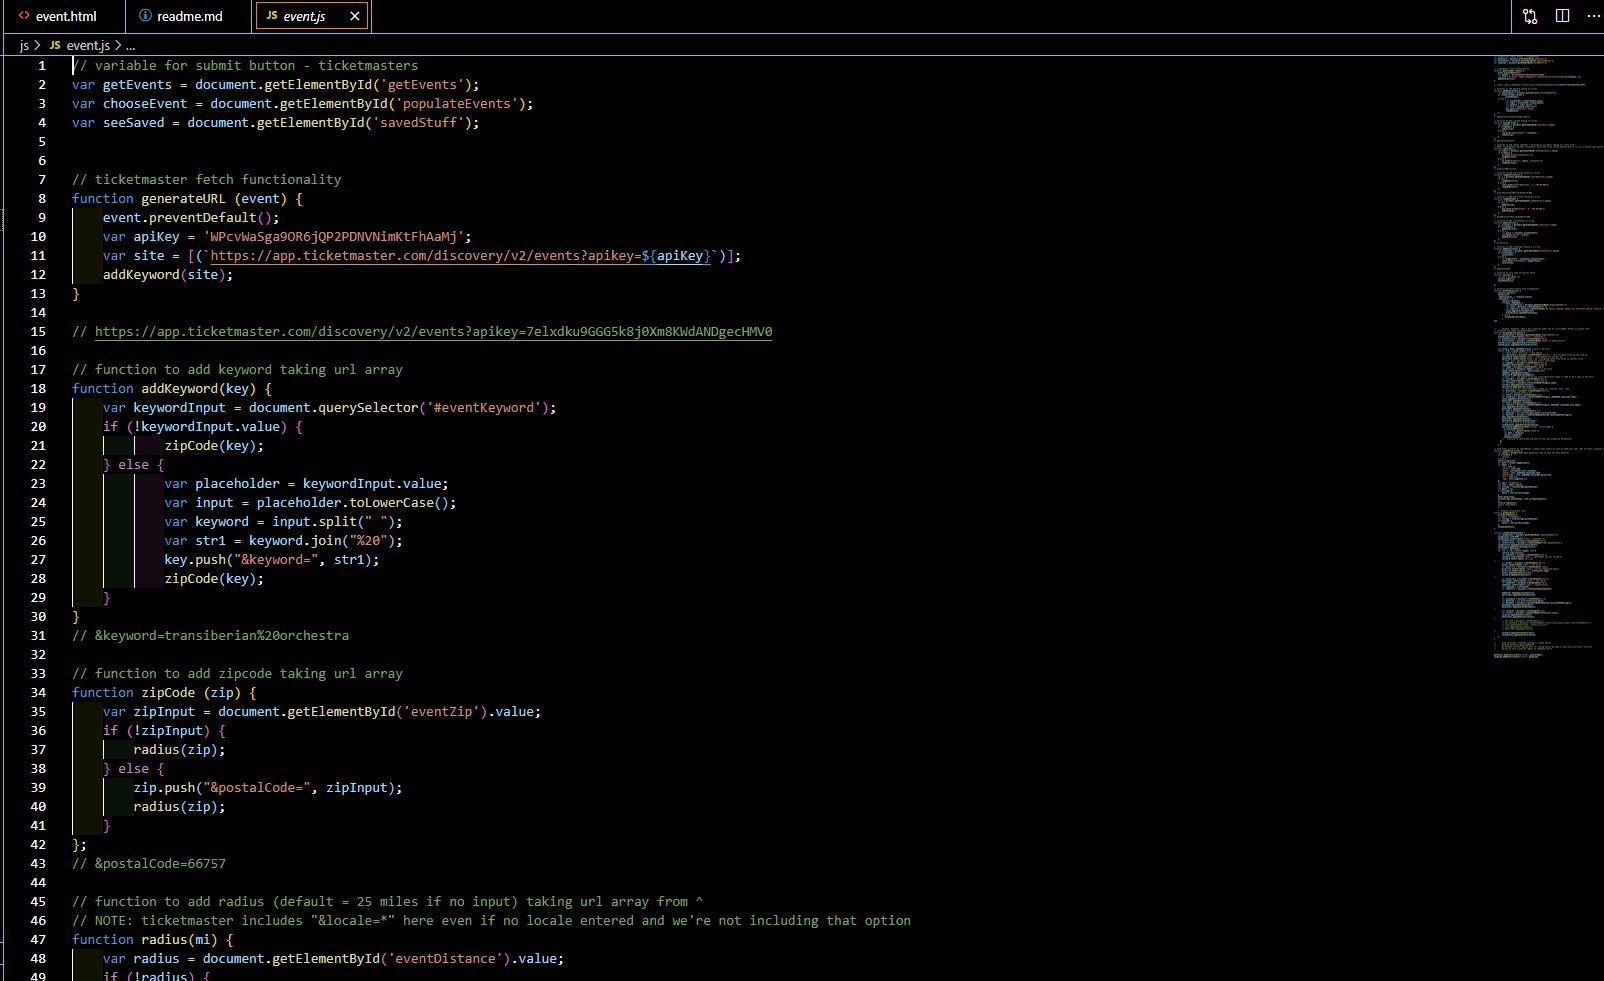 <> event.html
ⓘ readme.md
JS event.js ×
js > JS event.js > ...
1 // variable for submit button - ticketmasters
2 var getEvents = document.getElementById('getEvents');
3 var chooseEvent = document.getElementById('populateEvents');
4 var seeSaved = document.getElementById('savedStuff');
5
6
7 // ticketmaster fetch functionality
8 function generateURL (event) {
9 event.preventDefault();
10 var apiKey = 'WPcvWaSga9OR6jQP2PDNVNimKtFhAaMj';
11 var site = [(`https://app.ticketmaster.com/discovery/v2/events?apikey=${apiKey}`)];
12 addKeyword(site);
13 }
14
15 // https://app.ticketmaster.com/discovery/v2/events?apikey=7elxdku9GGG5k8j0Xm8KWdANDgecHMV0
16
17 // function to add keyword taking url array
18 function addKeyword(key) {
19 var keywordInput = document.querySelector('#eventKeyword');
20 if (!keywordInput.value) {
21 zipCode(key);
22 } else {
23 var placeholder = keywordInput.value;
24 var input = placeholder.toLowerCase();
25 var keyword = input.split(" ");
26 var str1 = keyword.join("%20");
27 key.push("&keyword=", str1);
28 zipCode(key);
29 }
30 }
31 // &keyword=transiberian%20orchestra
32
33 // function to add zipcode taking url array
34 function zipCode (zip) {
35 var zipInput = document.getElementById('eventZip').value;
36 if (!zipInput) {
37 radius(zip);
38 } else {
39 zip.push("&postalCode=", zipInput);
40 radius(zip);
41 }
42 };
43 // &postalCode=66757
44
45 // function to add radius (default = 25 miles if no input) taking url array from ^
46 // NOTE: ticketmaster includes "&locale=*" here even if no locale entered and we're not including that option
47 function radius(mi) {
48 var radius = document.getElementById('eventDistance').value;
49 if (!radius) {